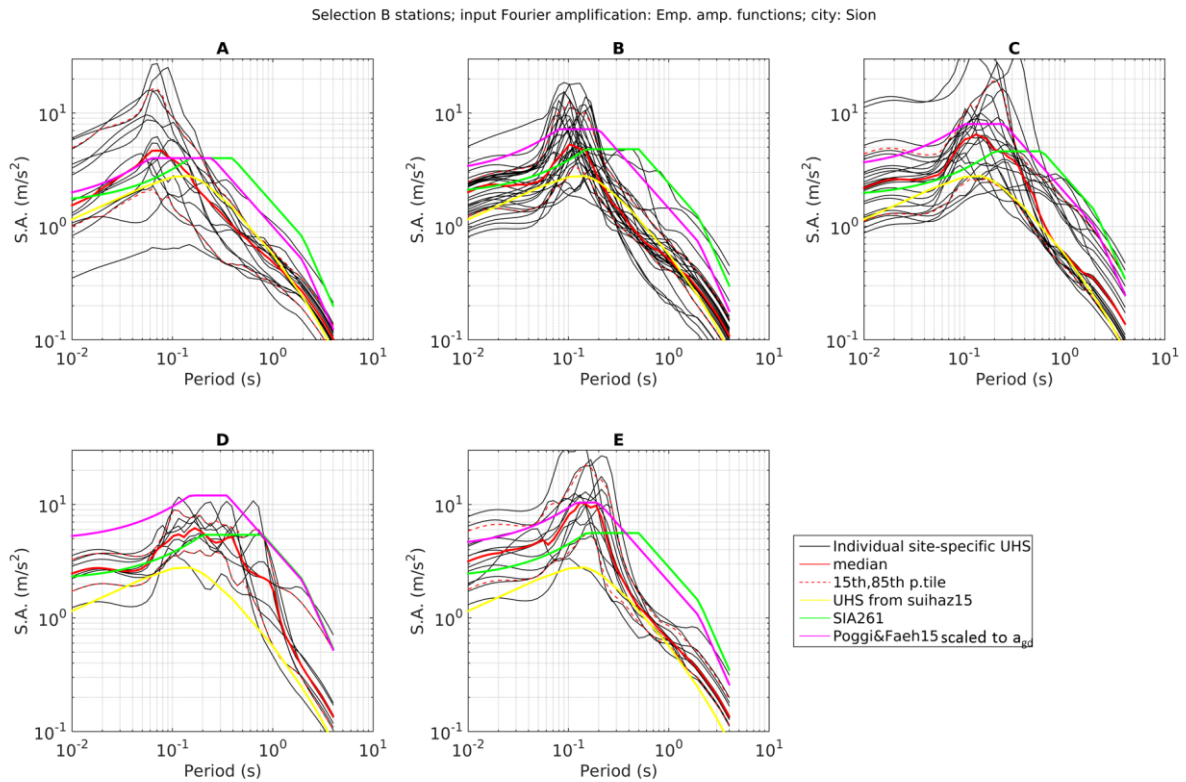 Selection B stations; input Fourier amplification: Emp. amp. functions; city: Sion
A
B
C
S.A. (m/s²)
10¹
10⁰
10⁻¹
10⁻² 10⁻¹ 10⁰ 10¹
Period (s)
S.A. (m/s²)
10¹
10⁰
10⁻¹
10⁻² 10⁻¹ 10⁰ 10¹
Period (s)
S.A. (m/s²)
10¹
10⁰
10⁻¹
10⁻² 10⁻¹ 10⁰ 10¹
Period (s)
D
E
S.A. (m/s²)
10¹
10⁰
10⁻¹
10⁻² 10⁻¹ 10⁰ 10¹
Period (s)
S.A. (m/s²)
10¹
10⁰
10⁻¹
10⁻² 10⁻¹ 10⁰ 10¹
Period (s)
Individual site-specific UHS
median
15th,85th p.tile
UHS from suihaz15
SIA261
Poggi&Faeh15 scaled to a_gd